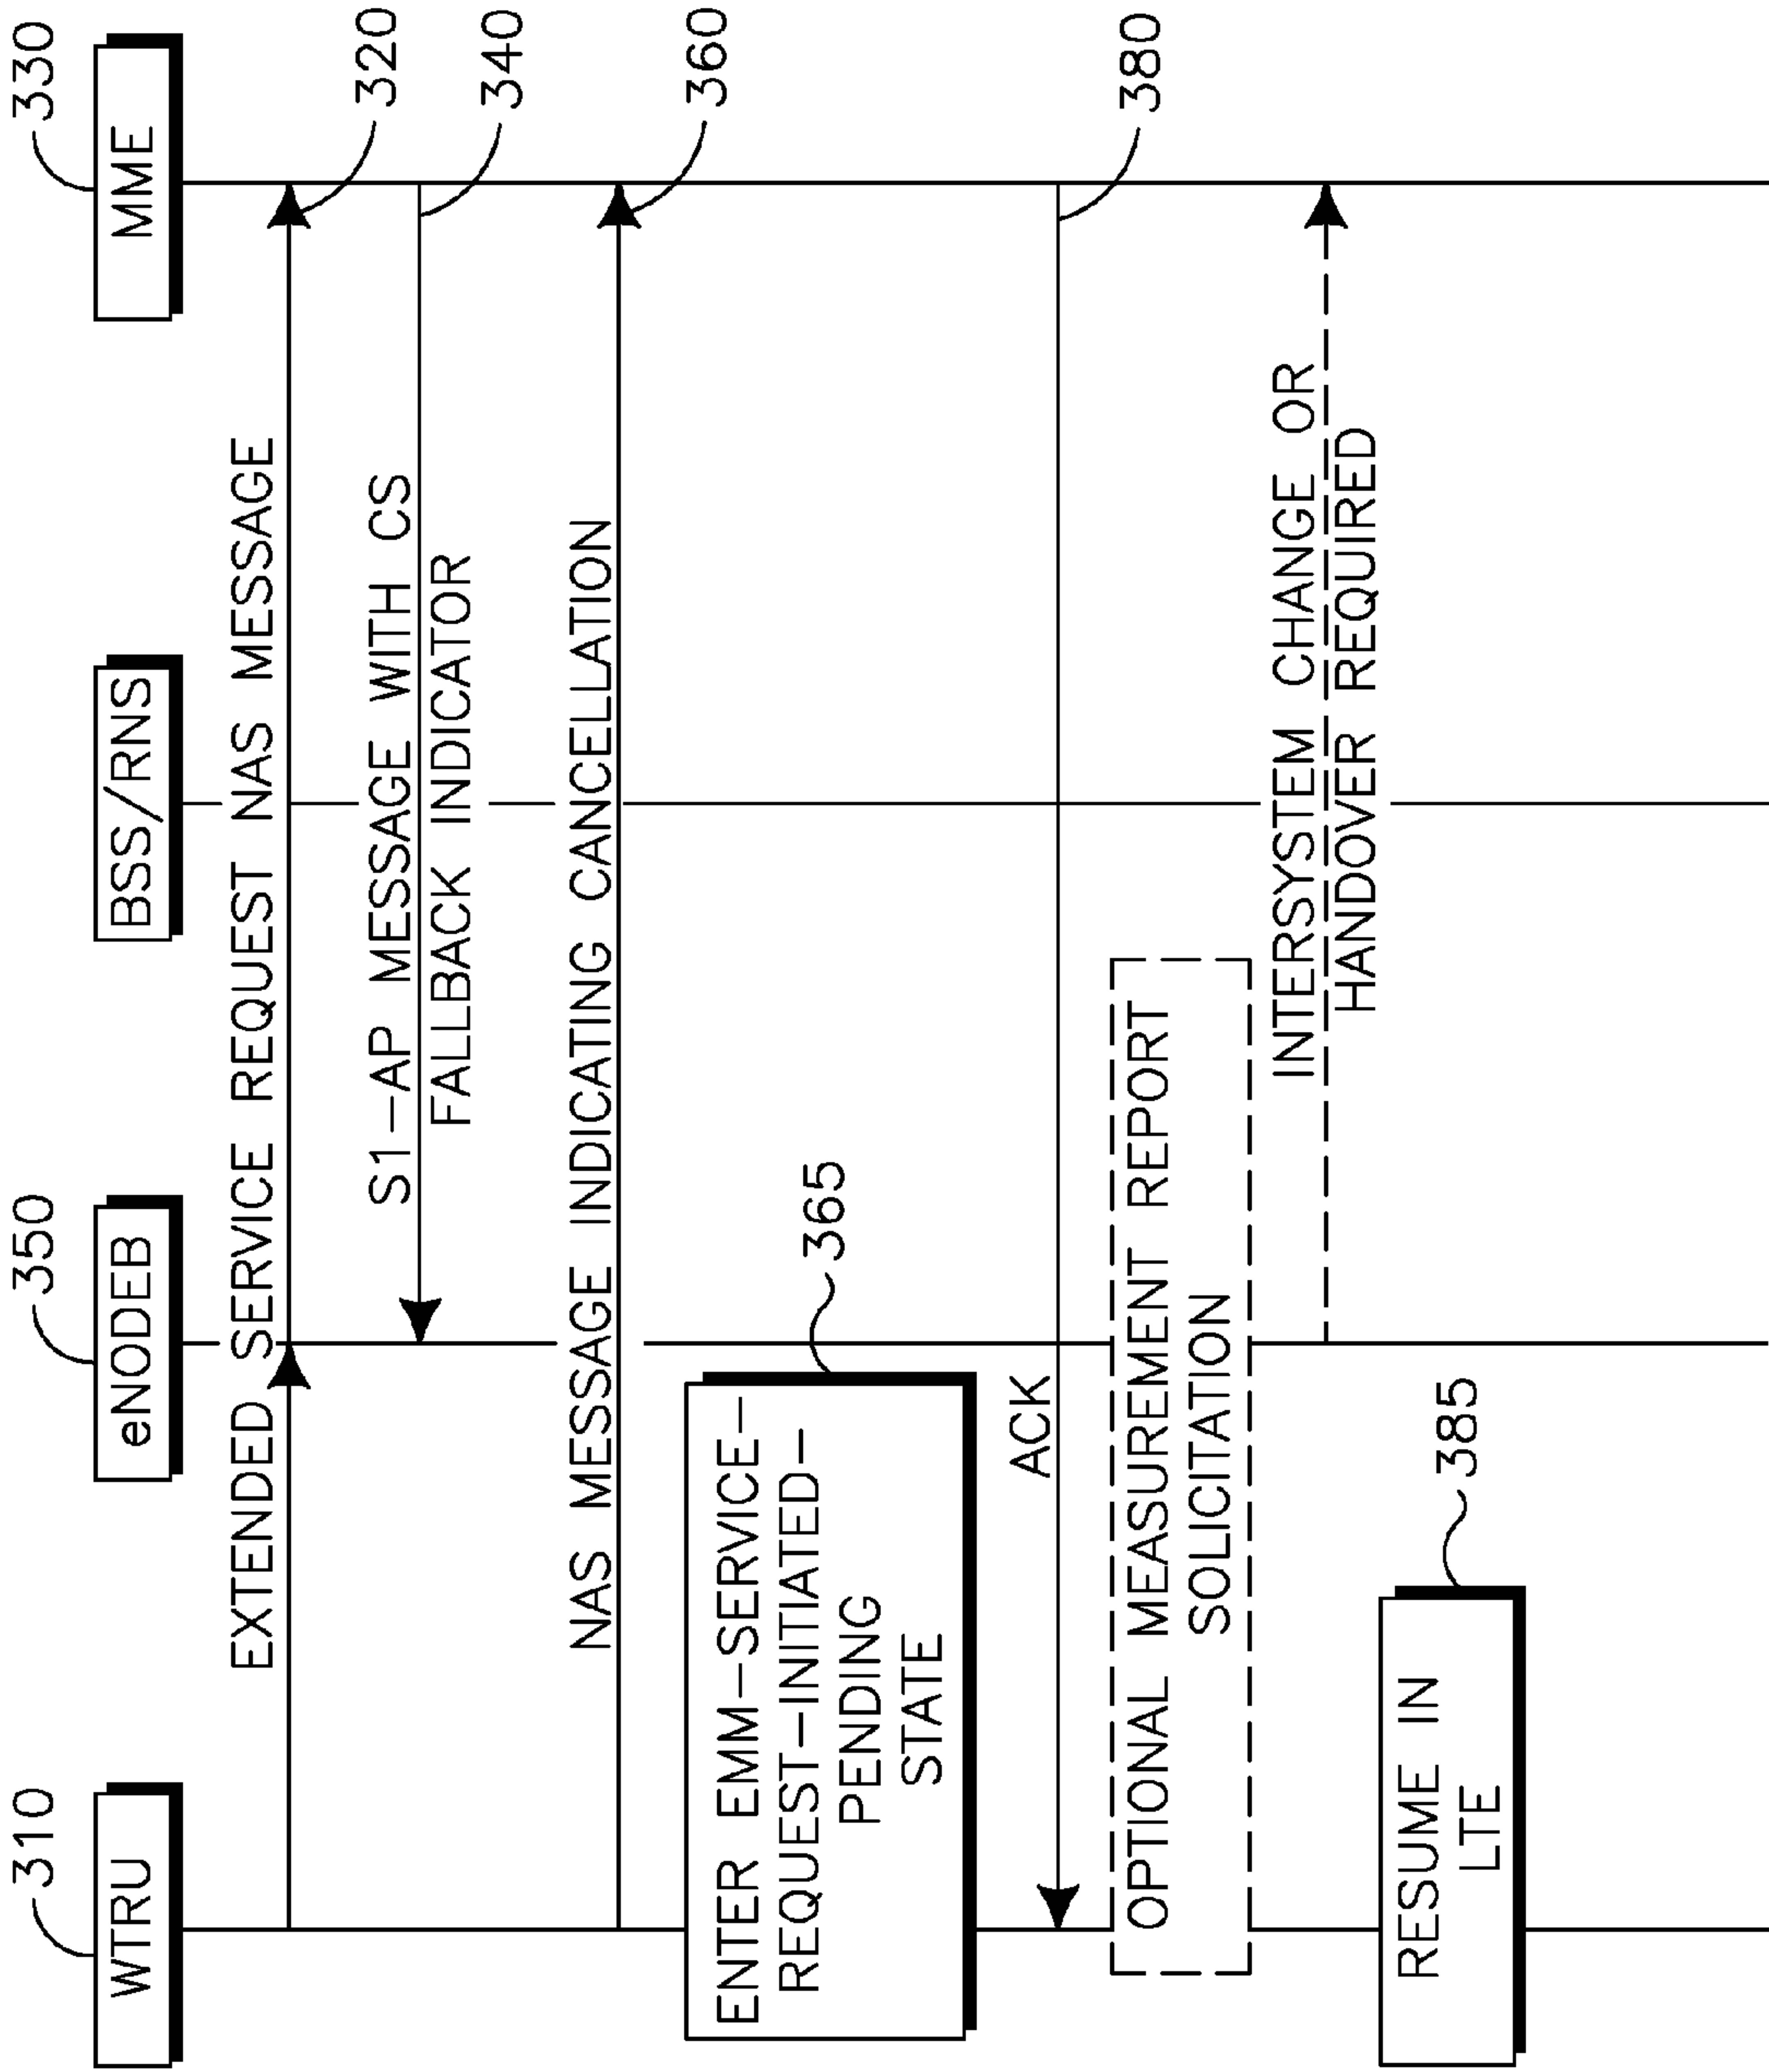 310
350
330
WTRU
eNODEB
BSS/RNS
MME
EXTENDED SERVICE REQUEST NAS MESSAGE
320
S1-AP MESSAGE WITH CS
FALLBACK INDICATOR
340
NAS MESSAGE INDICATING CANCELLATION
360
ENTER EMM-SERVICE-
REQUEST-INITIATED-
PENDING
STATE
365
ACK
380
OPTIONAL MEASUREMENT REPORT
SOLICITATION
INTERSYSTEM CHANGE OR
HANDOVER REQUIRED
RESUME IN
LTE
385